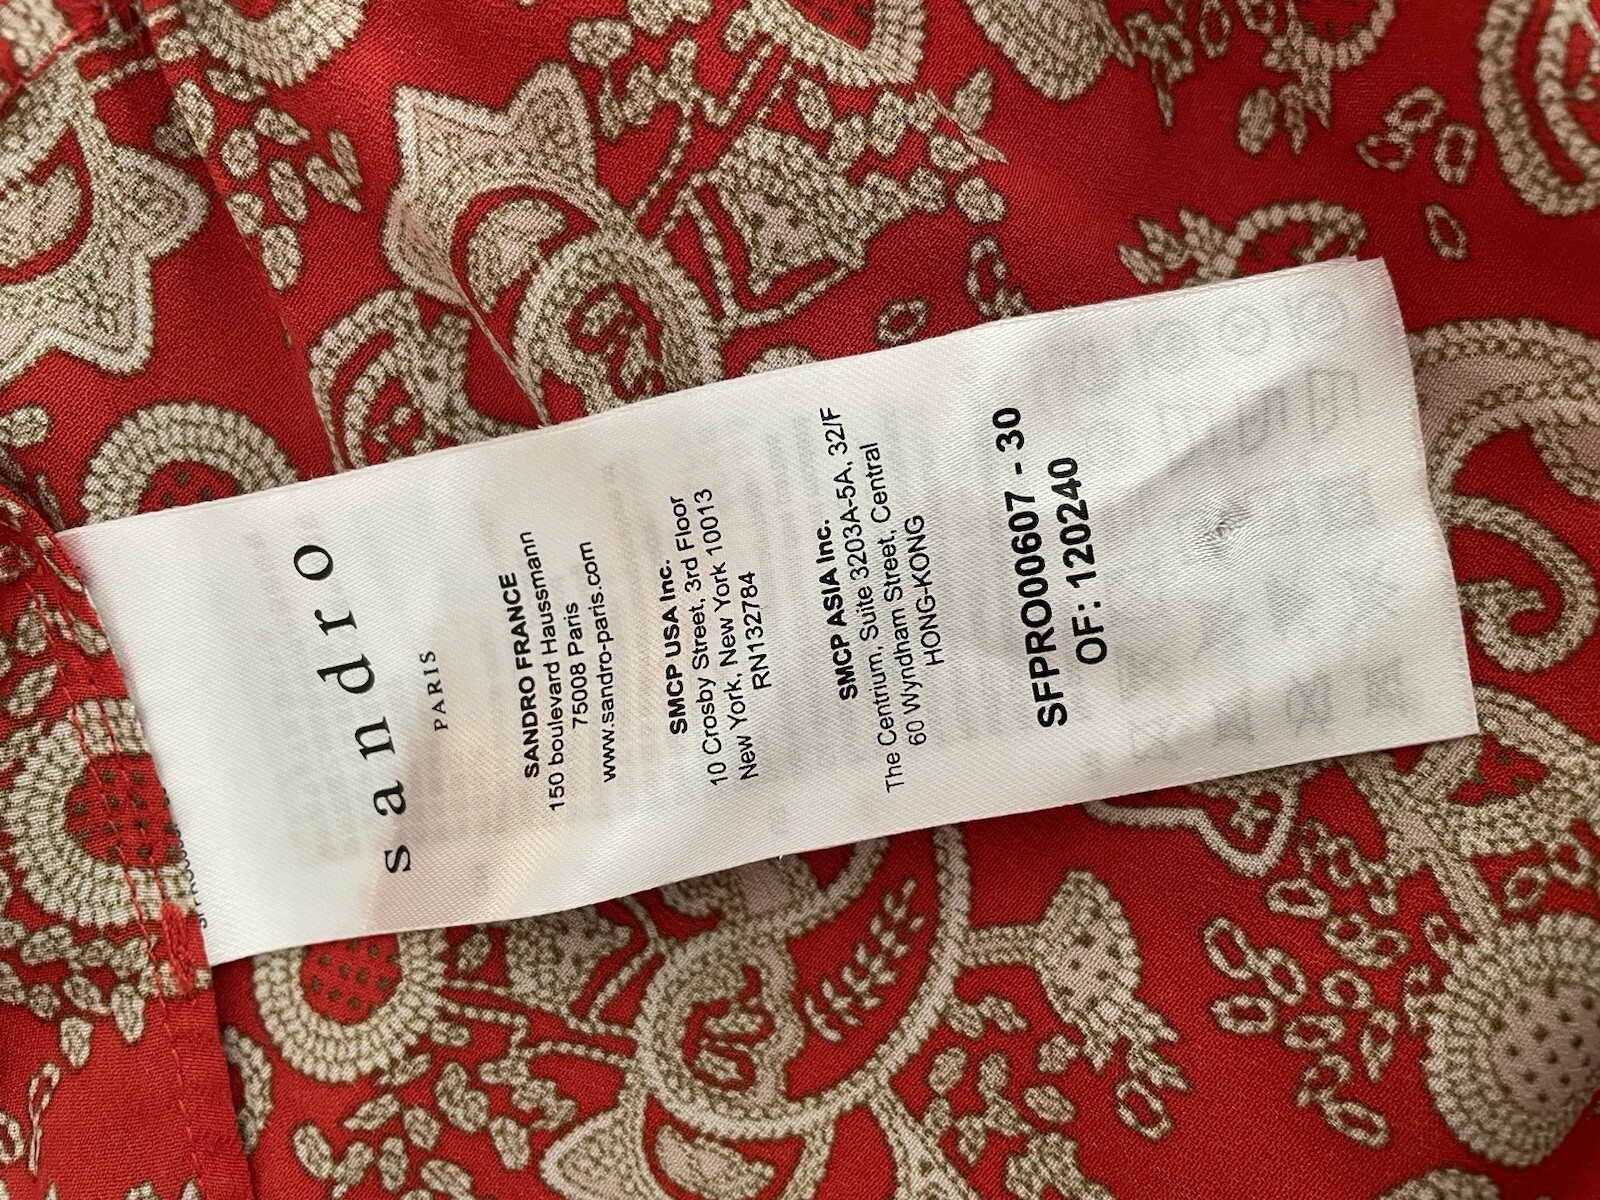 sandro
PARIS
SANDRO FRANCE
150 boulevard Haussmann
75008 Paris
www.sandro-paris.com
SMCP USA Inc.
10 Crosby Street, 3rd Floor
New York, New York 10013
RN132784
SMCP ASIA Inc.
The Centrium, Suite 3203A-5A, 32/F
60 Wyndham Street, Central
HONG-KONG
SFPRO00607 - 30
OF: 120240